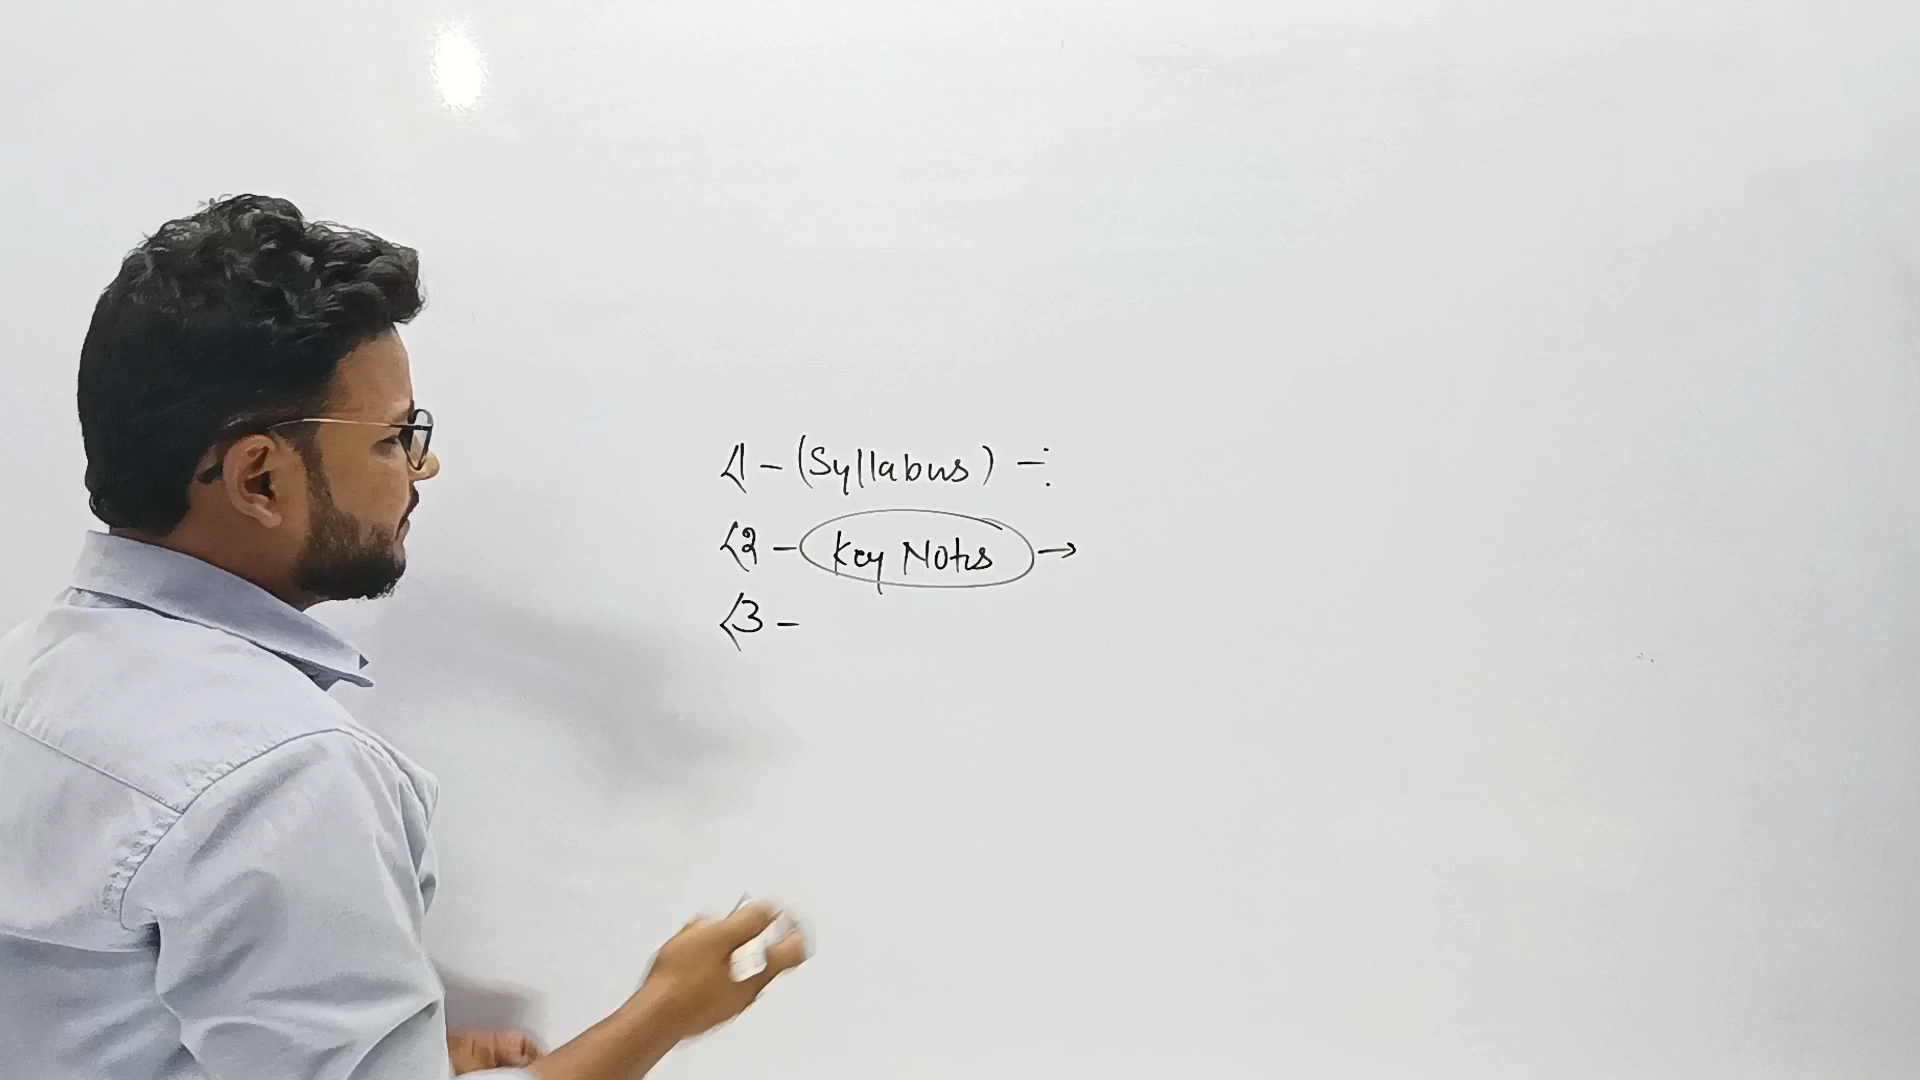 <1 - (Syllabus) -:
<2 - Key Notes →
<3 -